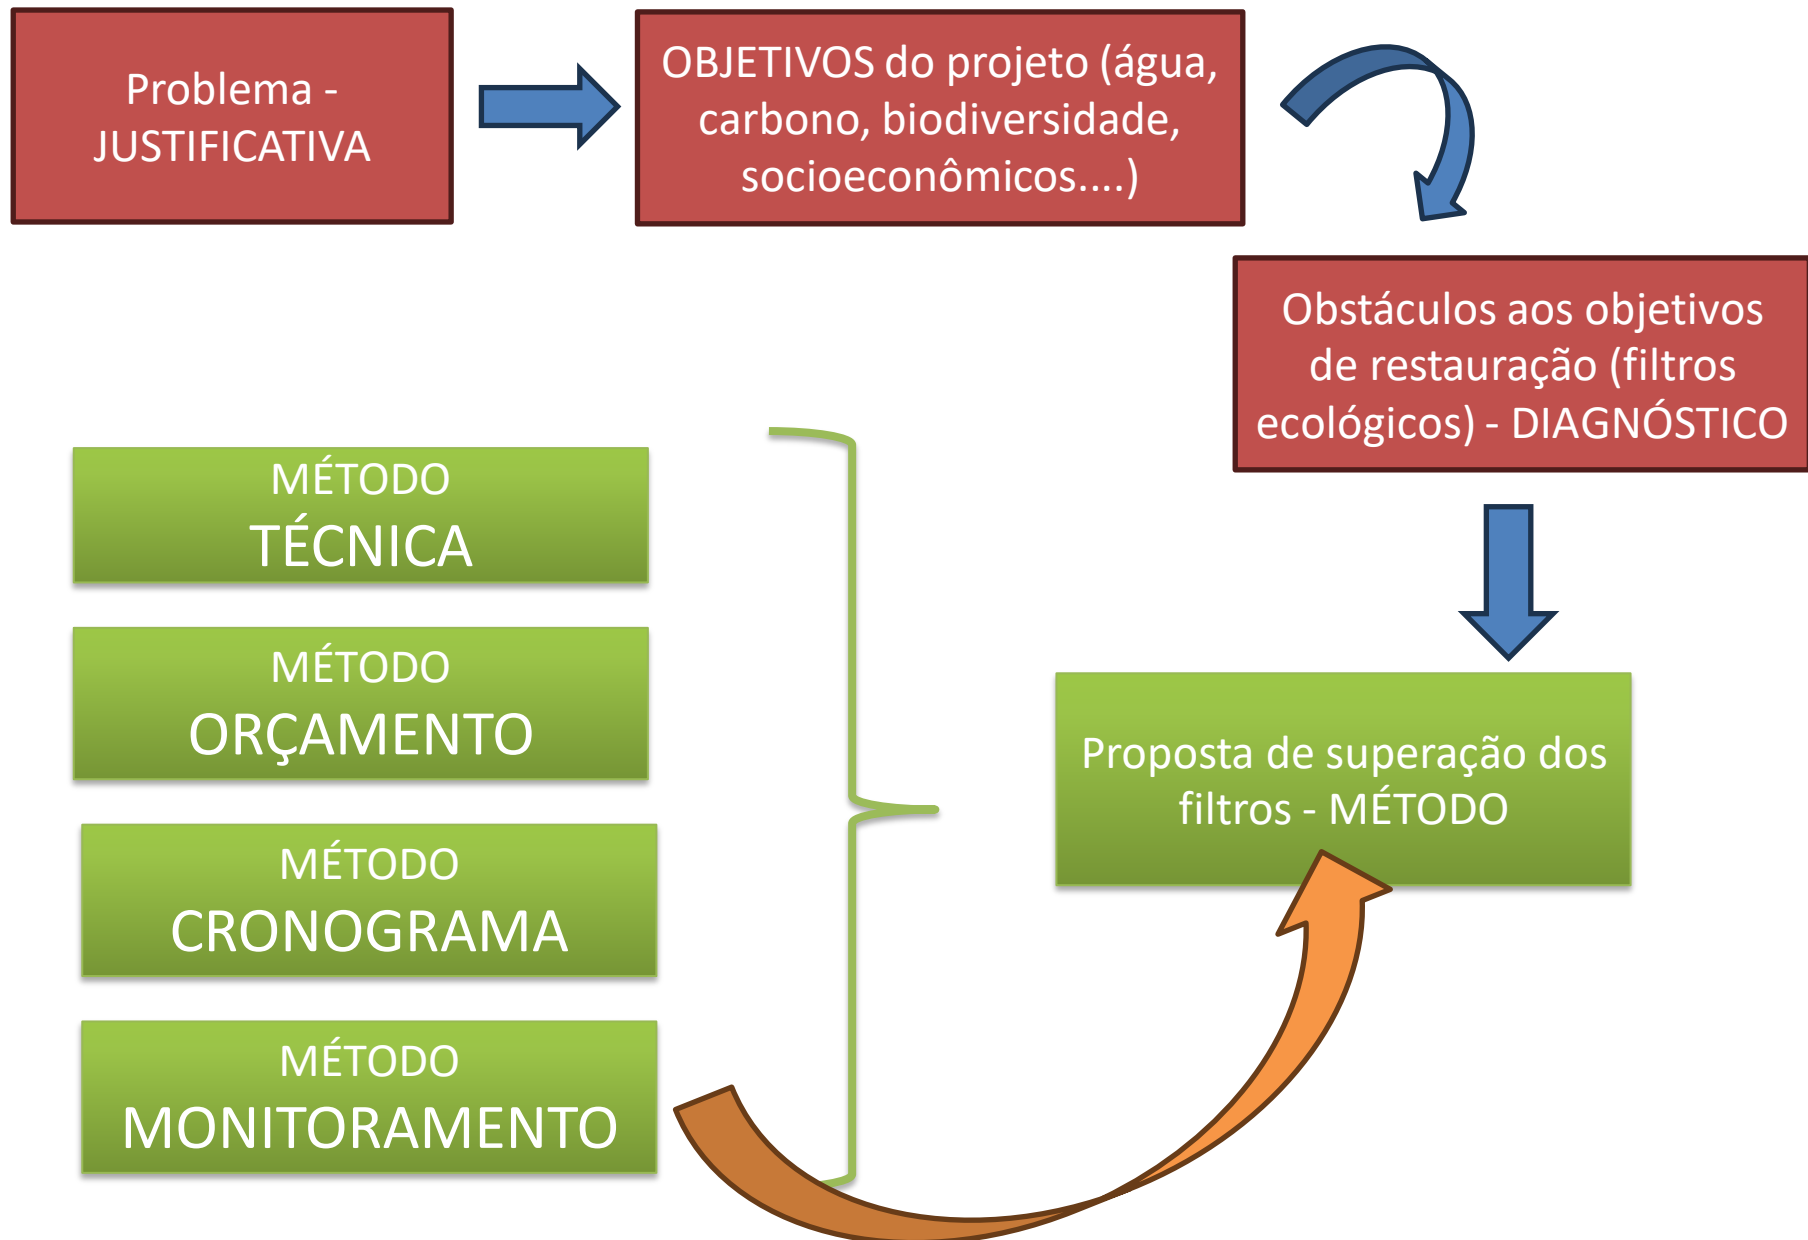 Problema -
JUSTIFICATIVA
OBJETIVOS do projeto (água,
carbono, biodiversidade,
socioeconômicos....)
Obstáculos aos objetivos
de restauração (filtros
ecológicos) - DIAGNÓSTICO
Proposta de superação dos
filtros - MÉTODO
MÉTODO
TÉCNICA
MÉTODO
ORÇAMENTO
MÉTODO
CRONOGRAMA
MÉTODO
MONITORAMENTO